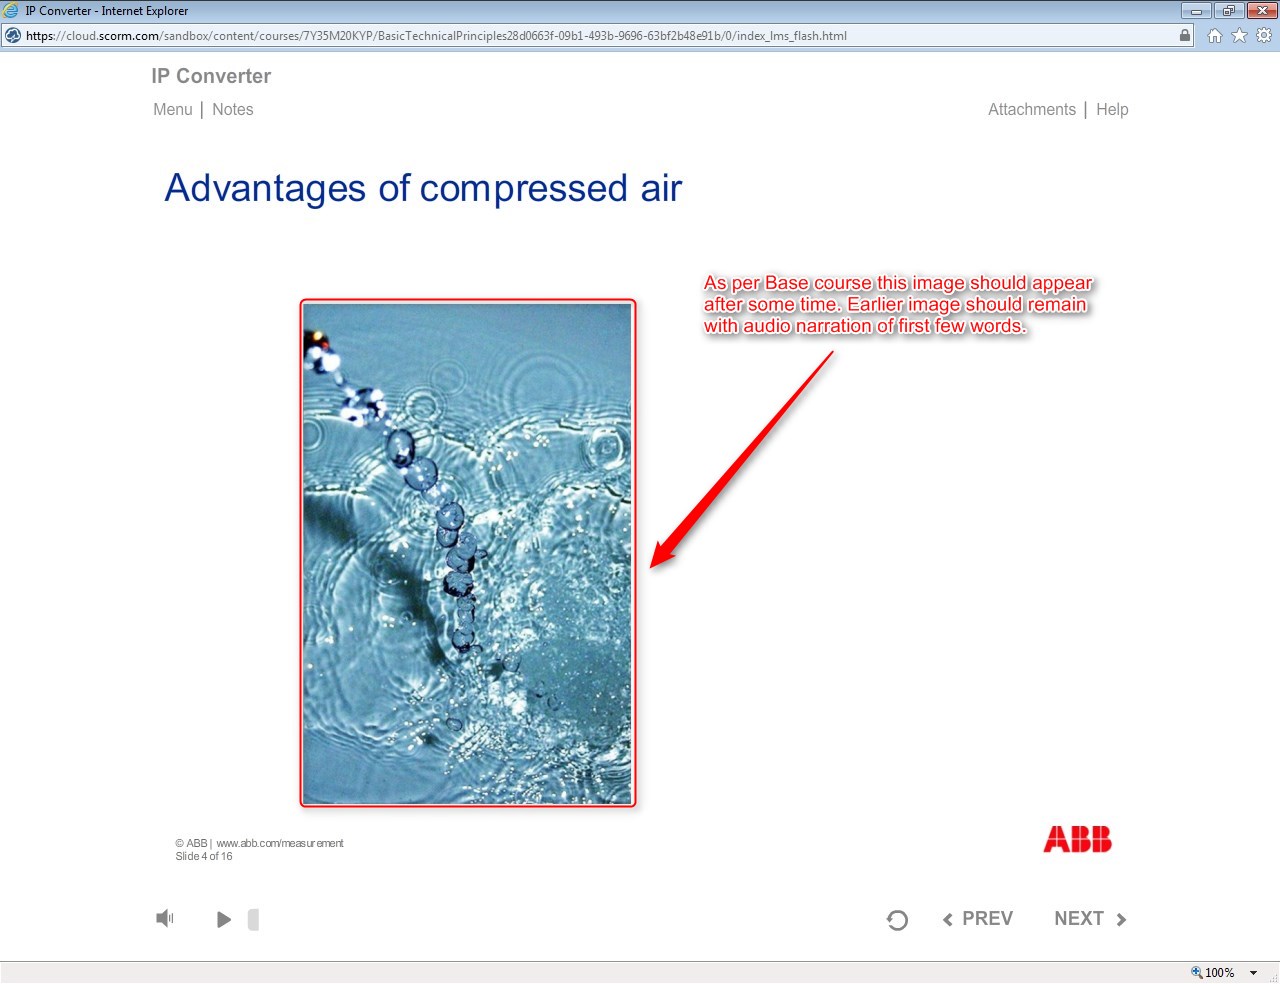 IP Converter - Internet Explorer
https://cloud.scorm.com/sandbox/content/courses/7Y35M20KYP/BasicTechnicalPrinciples28d0663f-09b1-493b-9696-63bf2b48e91b/0/index_lms_flash.html
IP Converter
Menu | Notes
Attachments | Help
Advantages of compressed air
As per Base course this image should appear
after some time. Earlier image should remain
with audio narration of first few words.
© ABB | www.abb.com/measurement
Slide 4 of 16
ABB
PREV
NEXT
100%